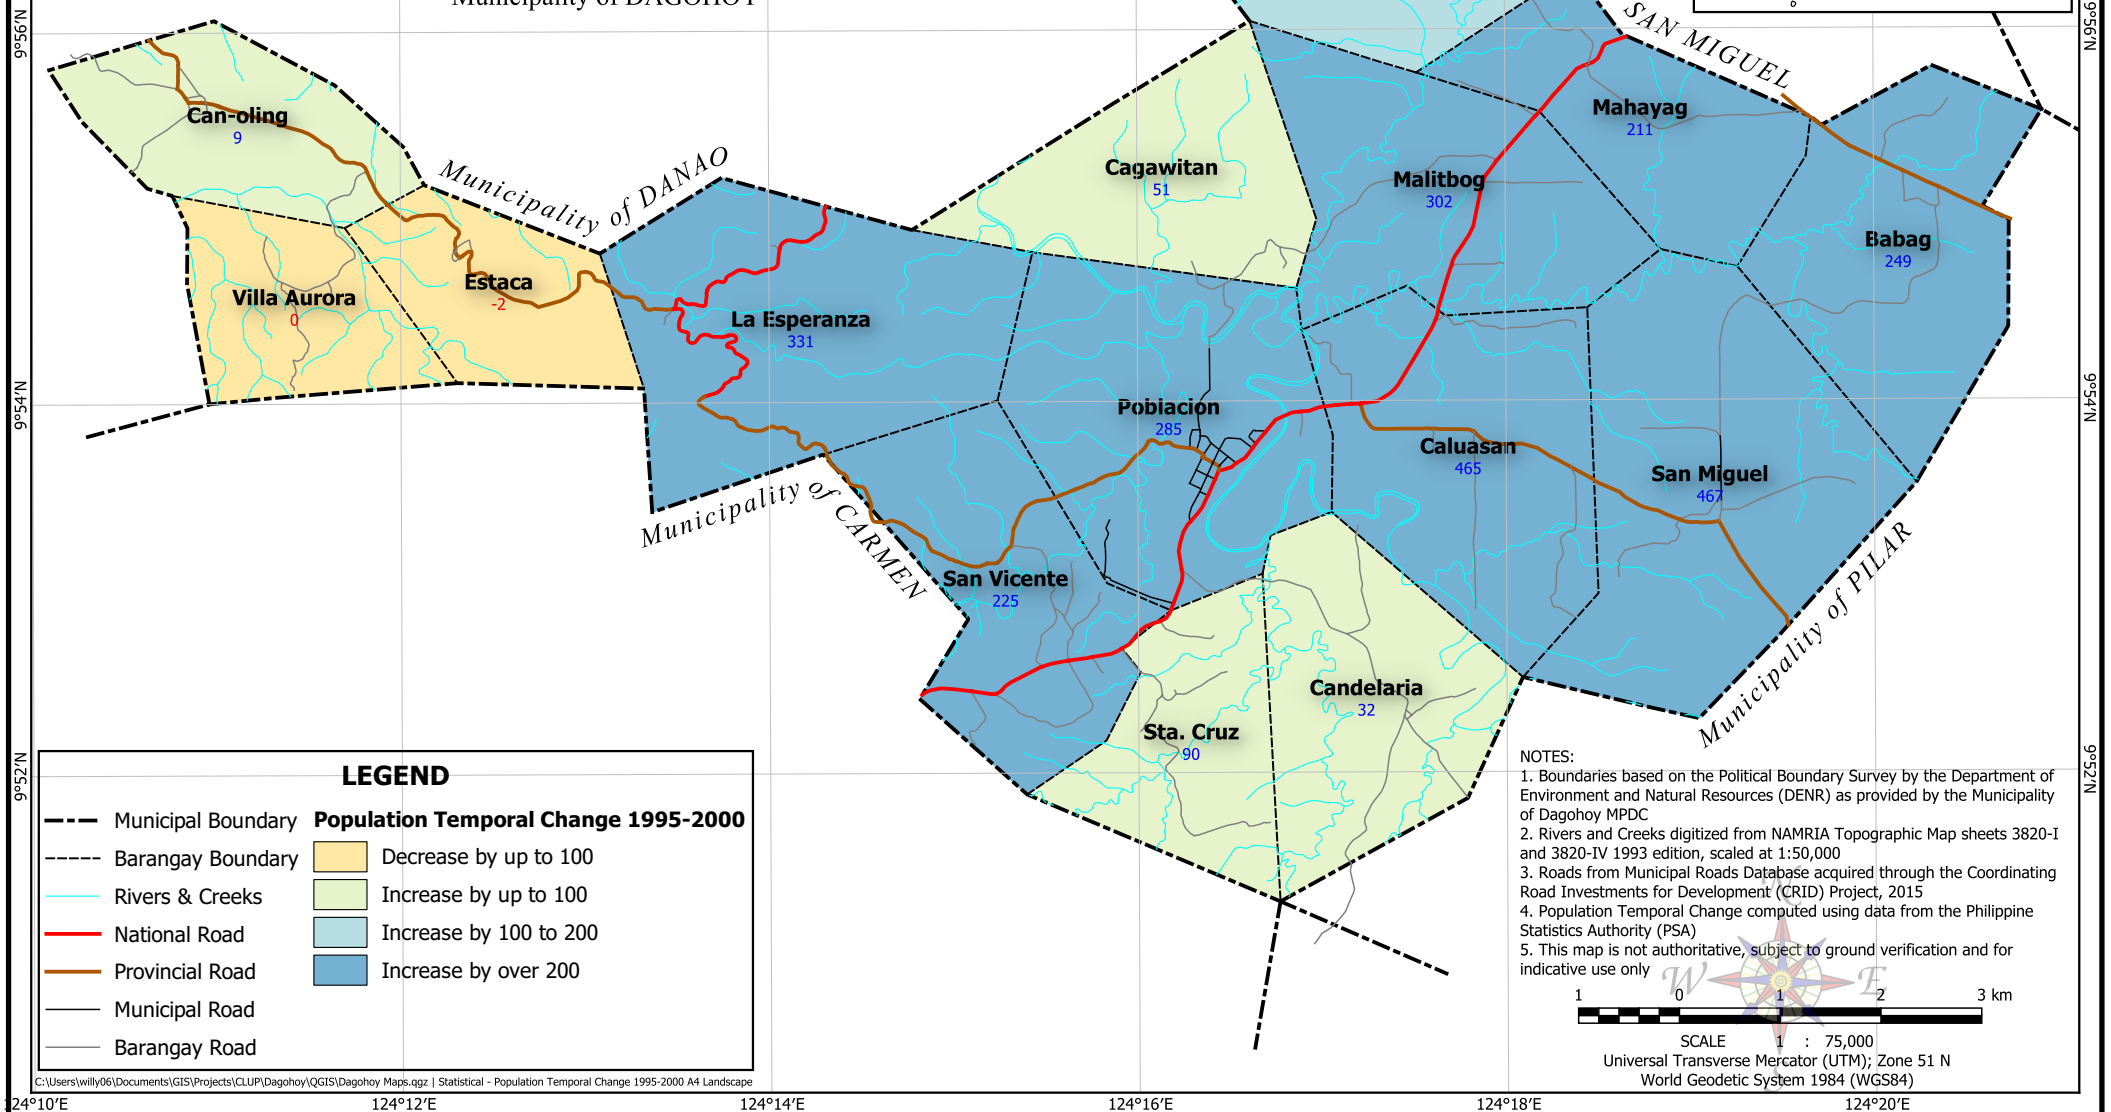 Municipality of DAGOHOY
9°56'N
9°56'N
SAN MIGUEL
Can-oling
9
Mahayag
211
Municipality of DANAO
Cagawitan
51
Malitbog
302
Babag
249
Estaca
-2
Villa Aurora
0
La Esperanza
331
9°54'N
9°54'N
Poblacion
285
Caluasan
465
San Miguel
467
Municipality of CARMEN
San Vicente
225
Municipality of PILAR
Candelaria
32
Sta. Cruz
90
9°52'N
9°52'N
LEGEND
Municipal Boundary
Barangay Boundary
Rivers & Creeks
National Road
Provincial Road
Municipal Road
Barangay Road
Population Temporal Change 1995-2000
Decrease by up to 100
Increase by up to 100
Increase by 100 to 200
Increase by over 200
C:\Users\willy06\Documents\GIS\Projects\CLUP\Dagohoy\QGIS\Dagohoy Maps.qgz | Statistical - Population Temporal Change 1995-2000 A4 Landscape
NOTES:
1. Boundaries based on the Political Boundary Survey by the Department of
Environment and Natural Resources (DENR) as provided by the Municipality
of Dagohoy MPDC
2. Rivers and Creeks digitized from NAMRIA Topographic Map sheets 3820-I
and 3820-IV 1993 edition, scaled at 1:50,000
3. Roads from Municipal Roads Database acquired through the Coordinating
Road Investments for Development (CRID) Project, 2015
4. Population Temporal Change computed using data from the Philippine
Statistics Authority (PSA)
5. This map is not authoritative, subject to ground verification and for
indicative use only
W E
1 0 1 2 3 km
SCALE 1 : 75,000
Universal Transverse Mercator (UTM); Zone 51 N
World Geodetic System 1984 (WGS84)
124°10'E 124°12'E 124°14'E 124°16'E 124°18'E 124°20'E